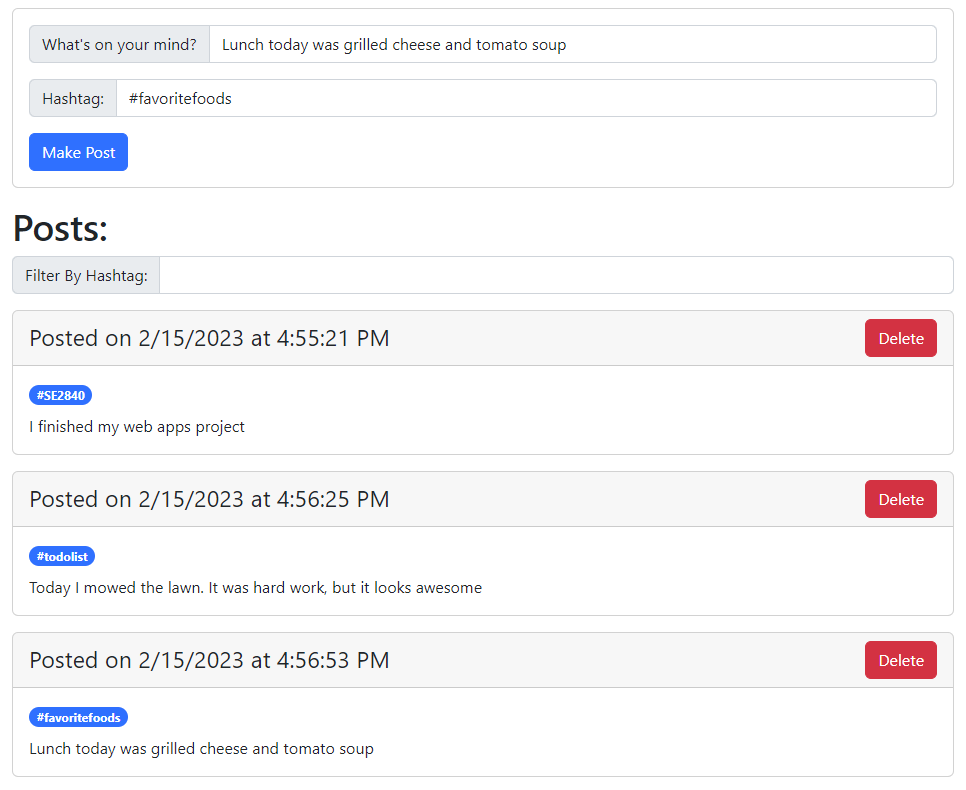 What's on your mind? Lunch today was grilled cheese and tomato soup
Hashtag: #favoritefoods
Make Post
Posts:
Filter By Hashtag:
Posted on 2/15/2023 at 4:55:21 PM Delete
#SE2840
I finished my web apps project
Posted on 2/15/2023 at 4:56:25 PM Delete
#todolist
Today I mowed the lawn. It was hard work, but it looks awesome
Posted on 2/15/2023 at 4:56:53 PM Delete
#favoritefoods
Lunch today was grilled cheese and tomato soup